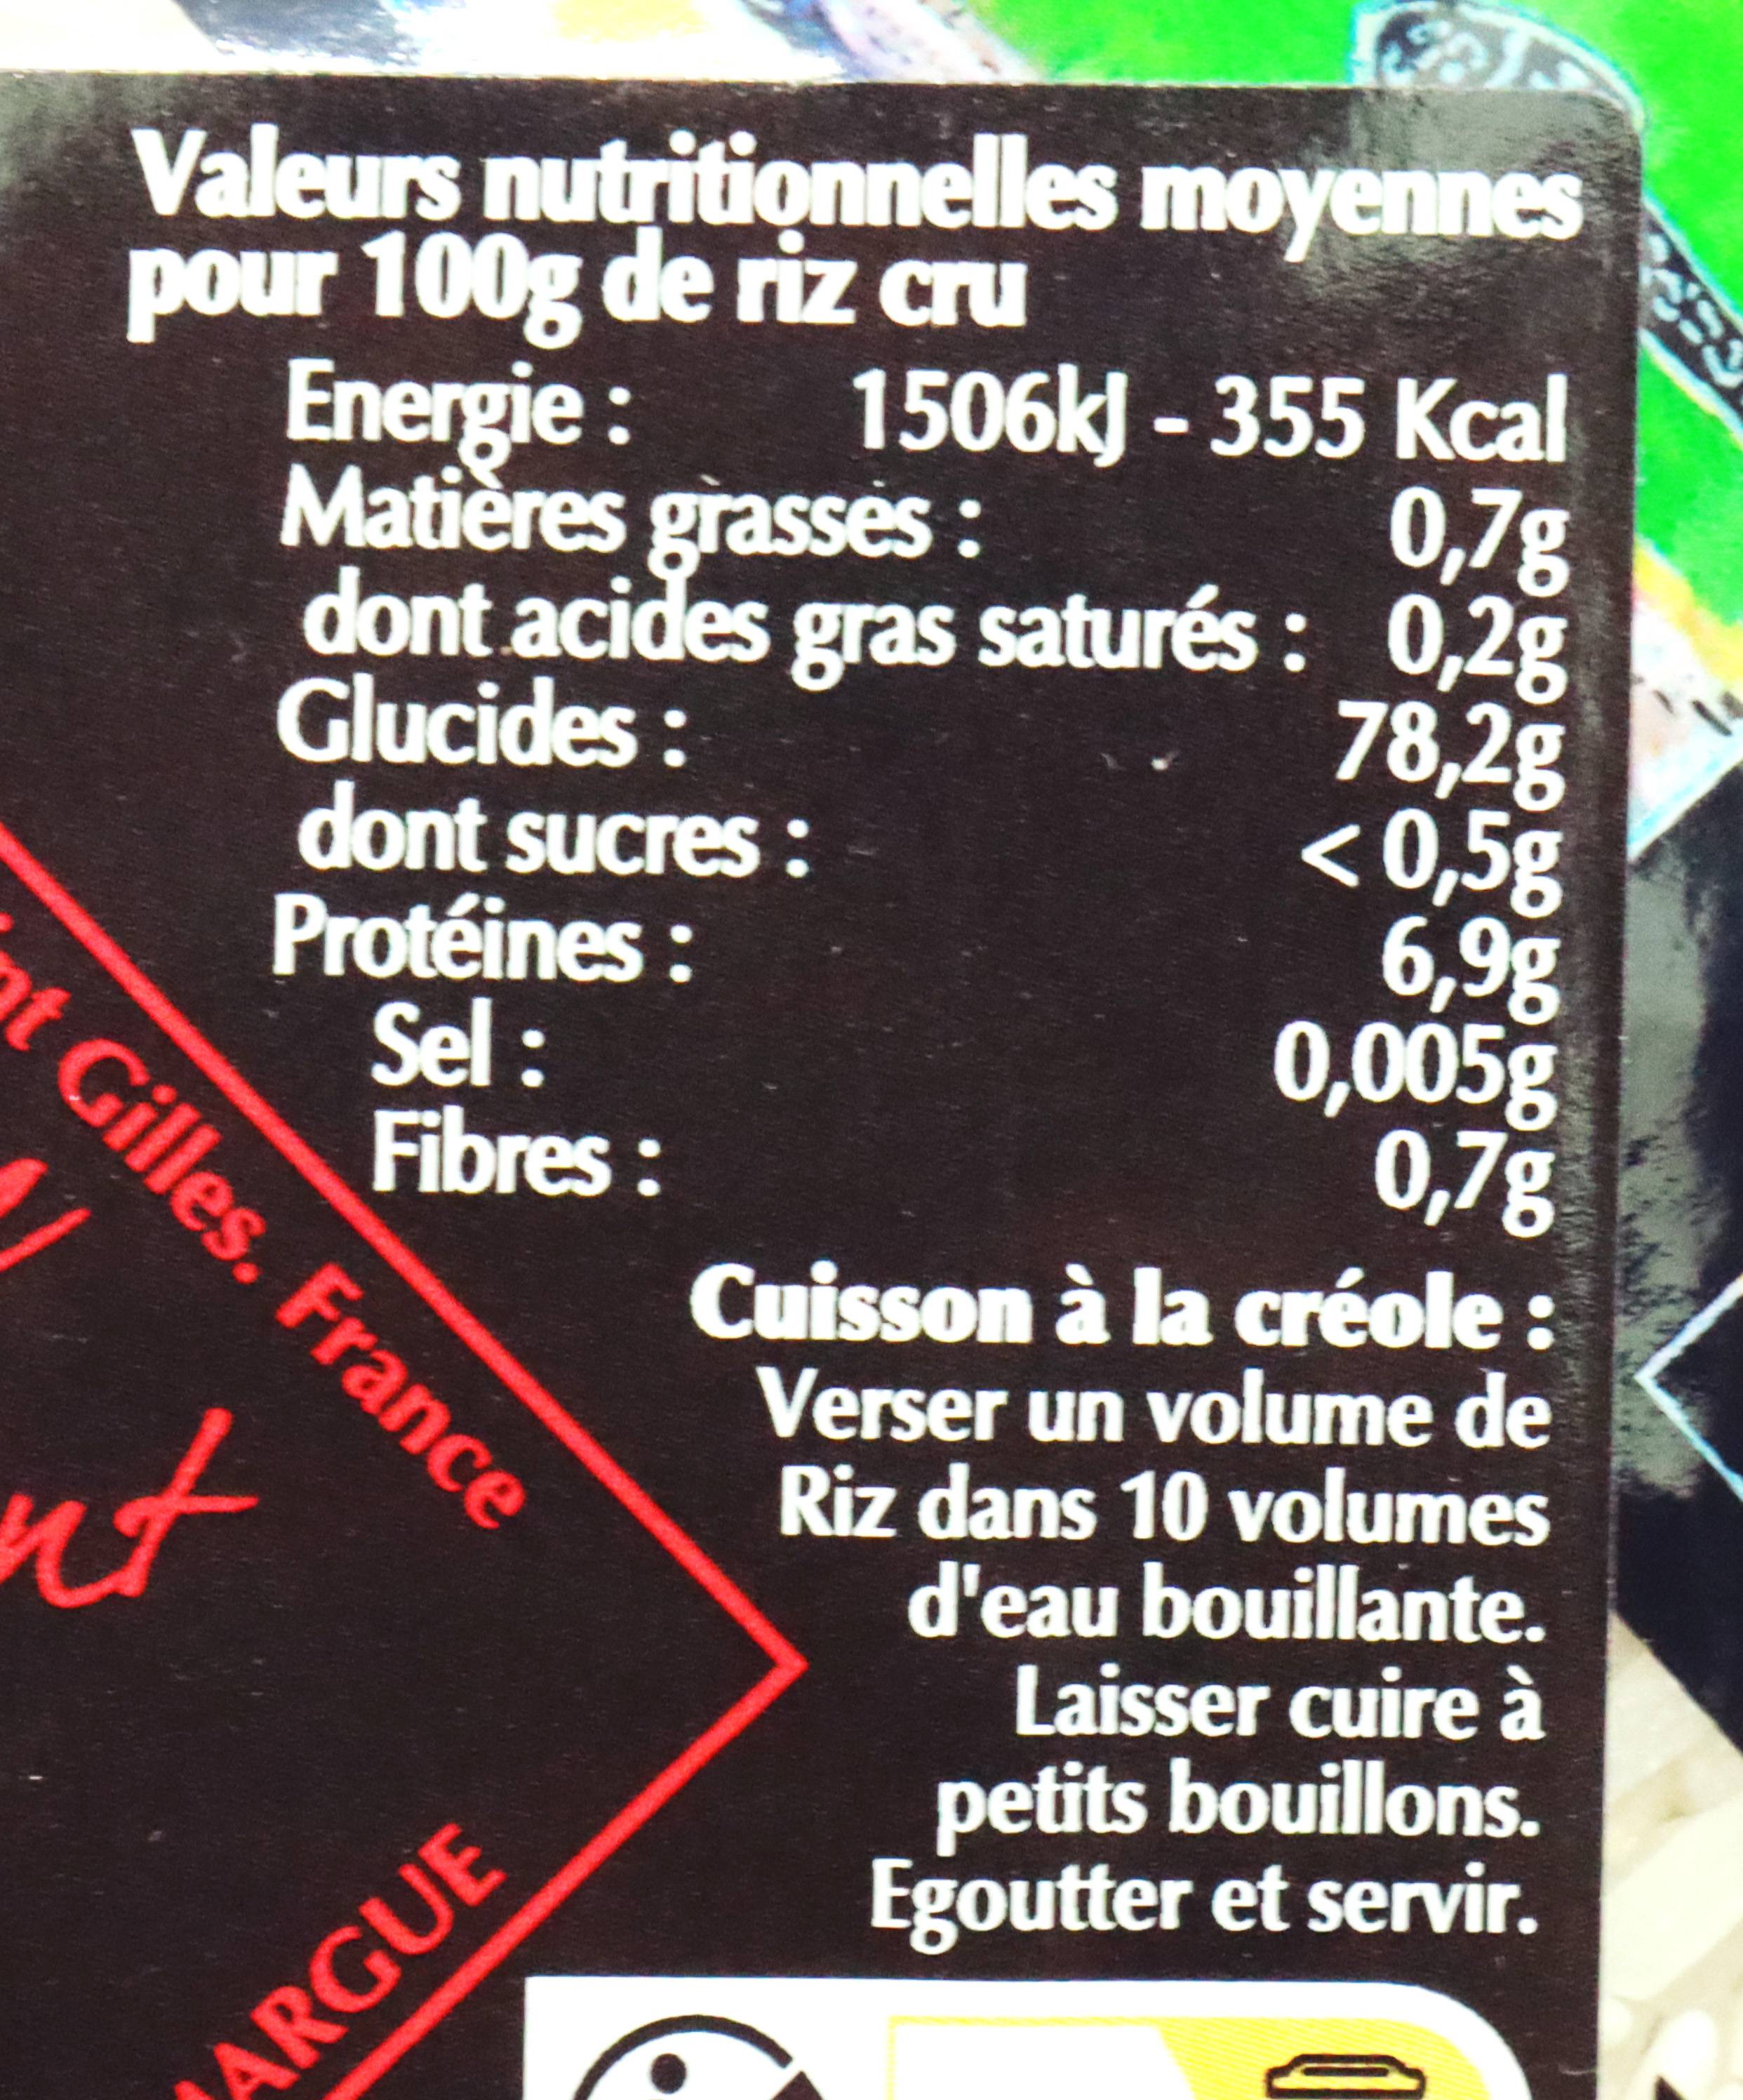 Valeurs nutritionnelles moyennes
pour 100g de riz cru
Energie : 1506kJ - 355 Kcal
Matières grasses : 0,7g
dont acides gras saturés : 0,2g
Glucides : 78,2g
dont sucres : < 0,5g
Protéines : 6,9g
Sel : 0,005g
Fibres : 0,7g
Cuisson à la créole :
Verser un volume de
Riz dans 10 volumes
d'eau bouillante.
Laisser cuire à
petits bouillons.
Egoutter et servir.
Gilles. France